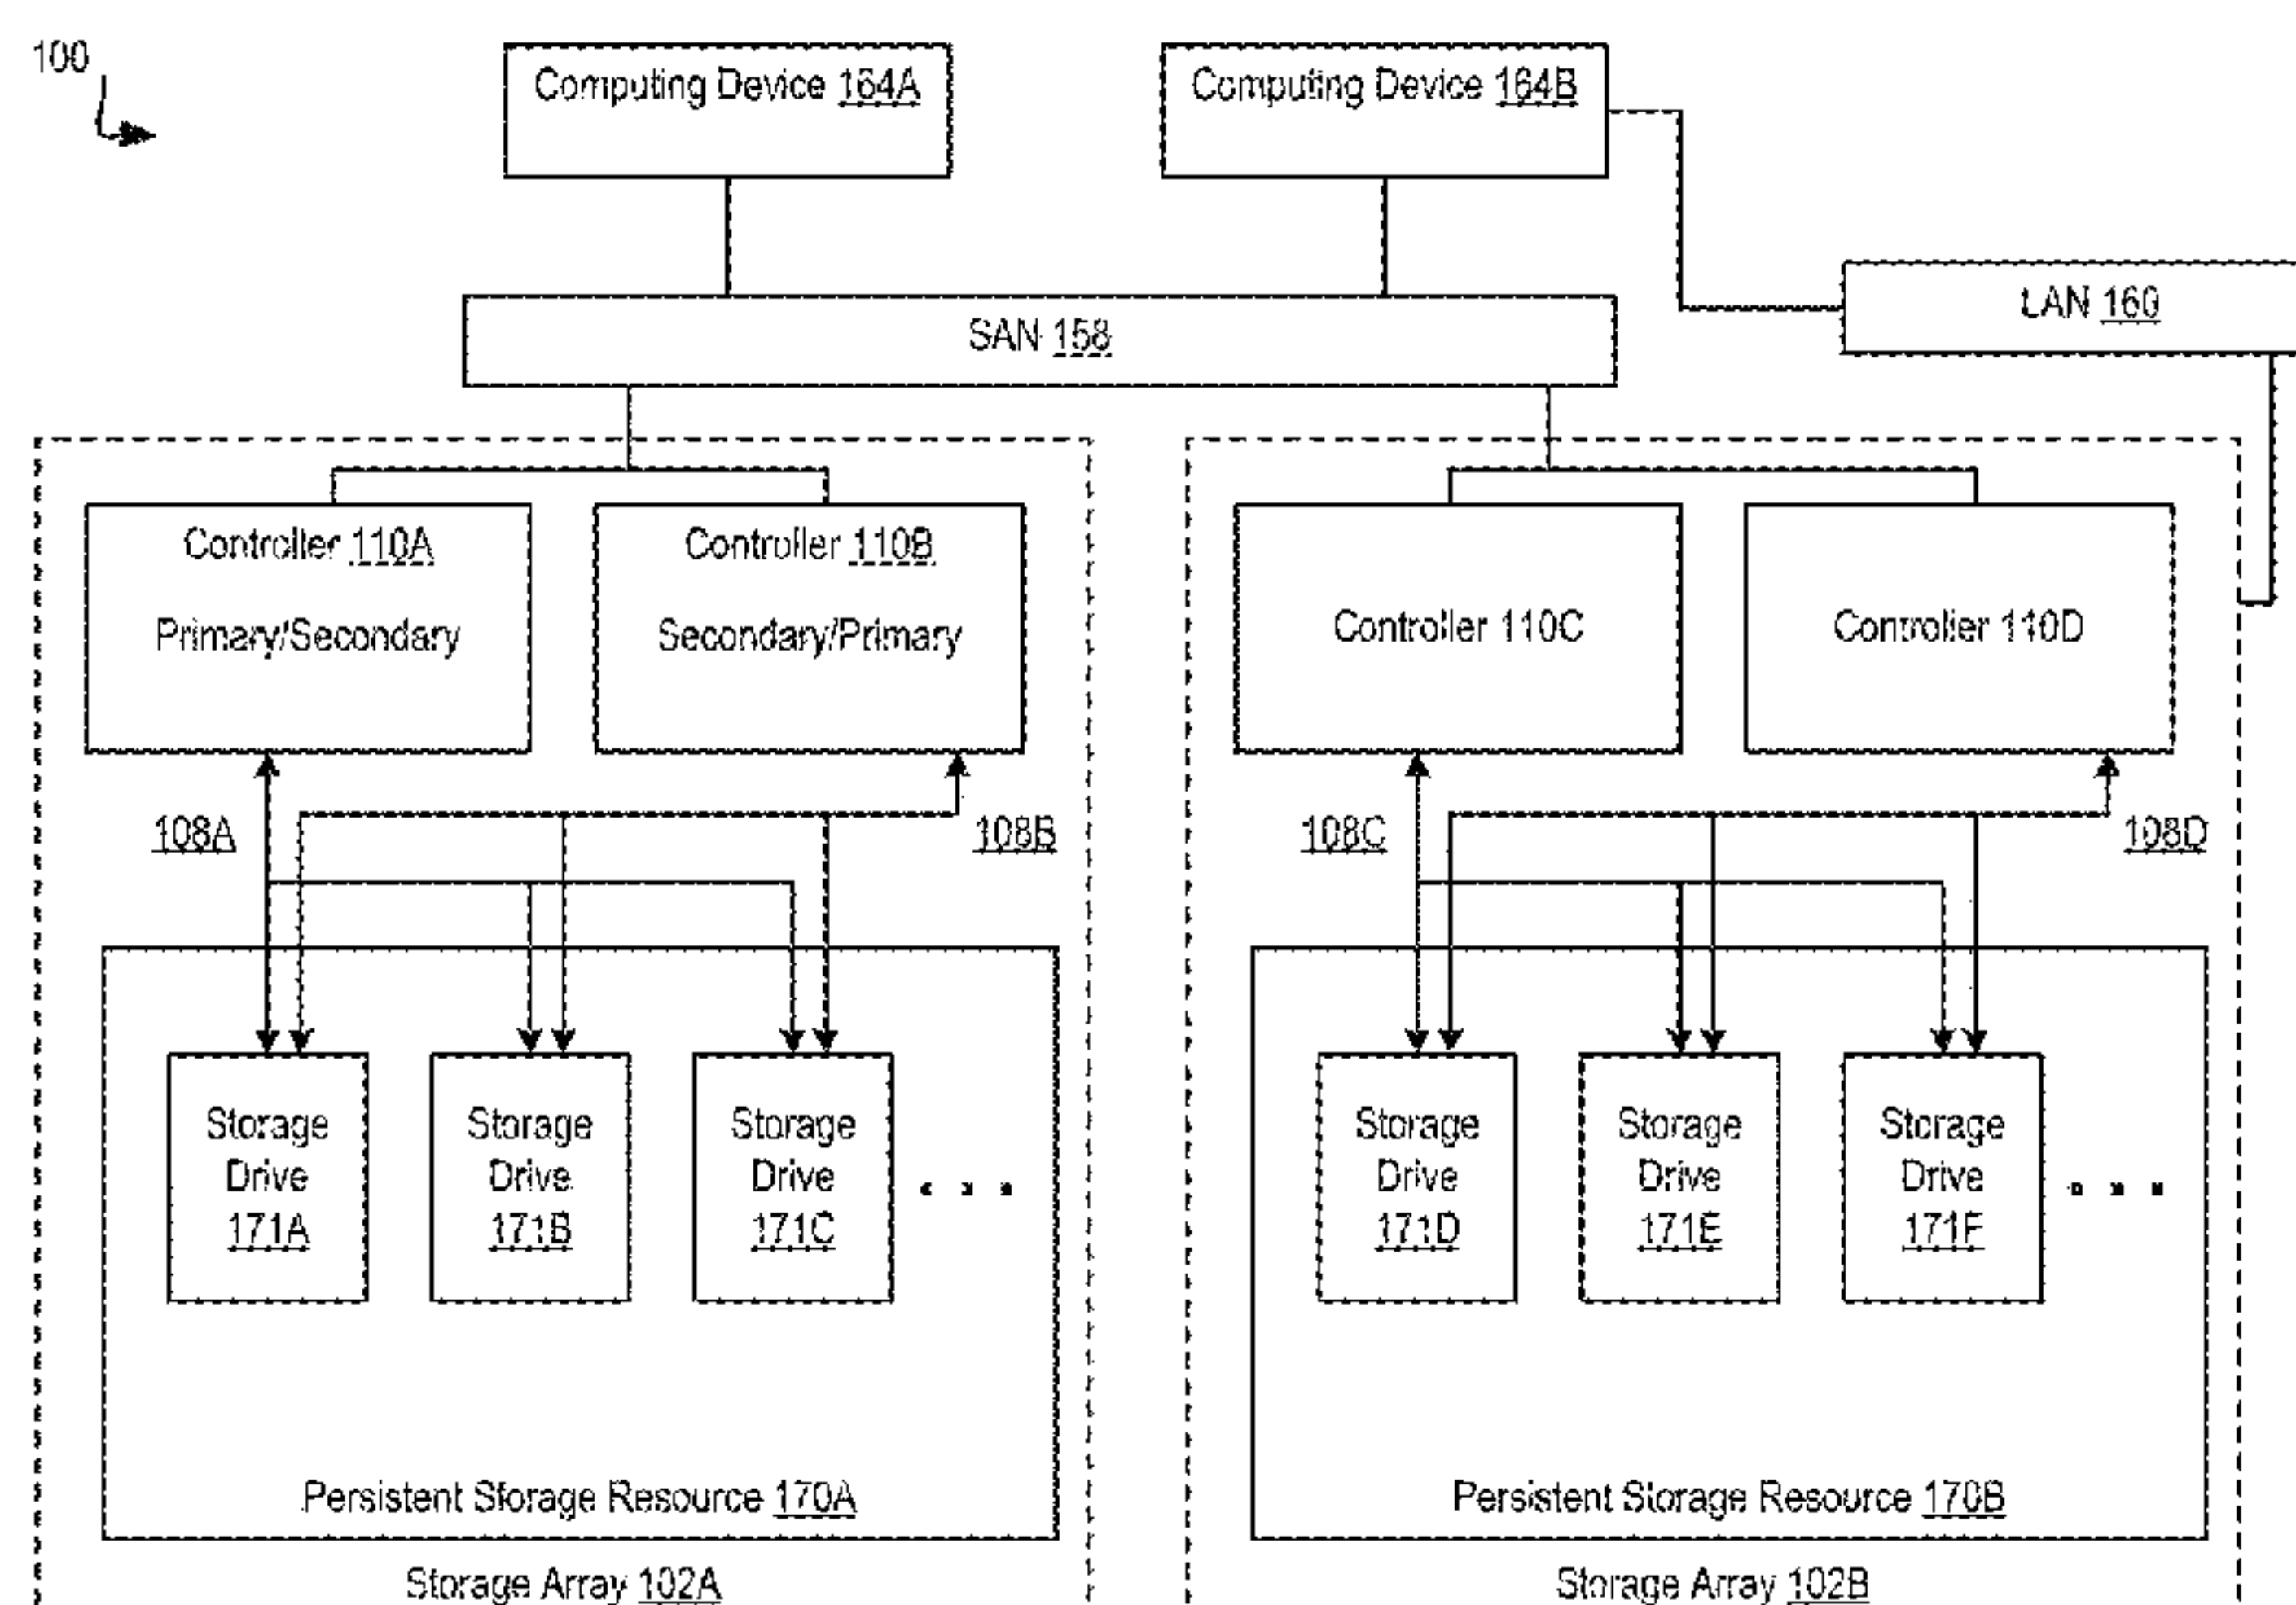 100
Computing Device 164A
Computing Device 164B
LAN 160
SAN 158
Controller 110A
Primary/Secondary
Controller 110B
Secondary/Primary
Controller 110C
Controller 110D
108A
108B
108C
108D
Storage
Drive
171A
Storage
Drive
171B
Storage
Drive
171C
. . .
Storage
Drive
171D
Storage
Drive
171E
Storage
Drive
171F
. . .
Persistent Storage Resource 170A
Persistent Storage Resource 170B
Storage Array 102A
Storage Array 102B